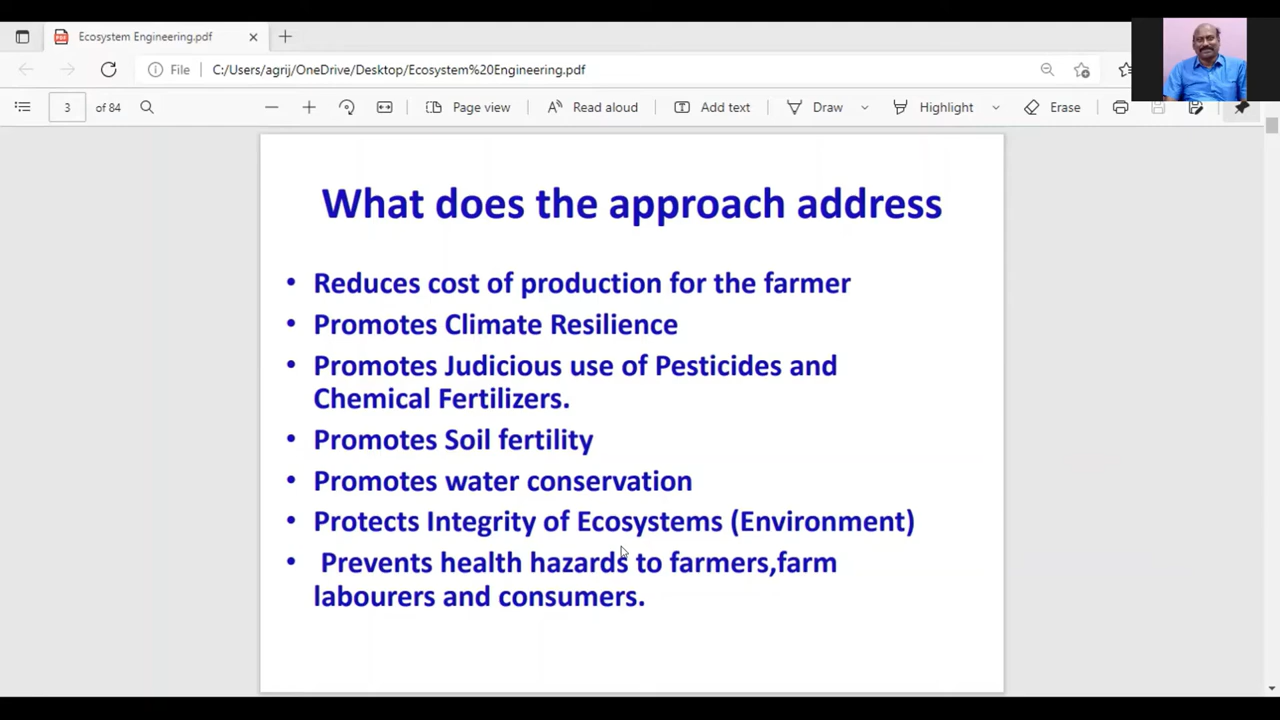 Ecosystem Engineering.pdf
File C:/Users/agrij/OneDrive/Desktop/Ecosystem%20Engineering.pdf
3 of 84 Page view Read aloud Add text Draw Highlight Erase
What does the approach address
• Reduces cost of production for the farmer
• Promotes Climate Resilience
• Promotes Judicious use of Pesticides and
Chemical Fertilizers.
• Promotes Soil fertility
• Promotes water conservation
• Protects Integrity of Ecosystems (Environment)
• Prevents health hazards to farmers,farm
labourers and consumers.